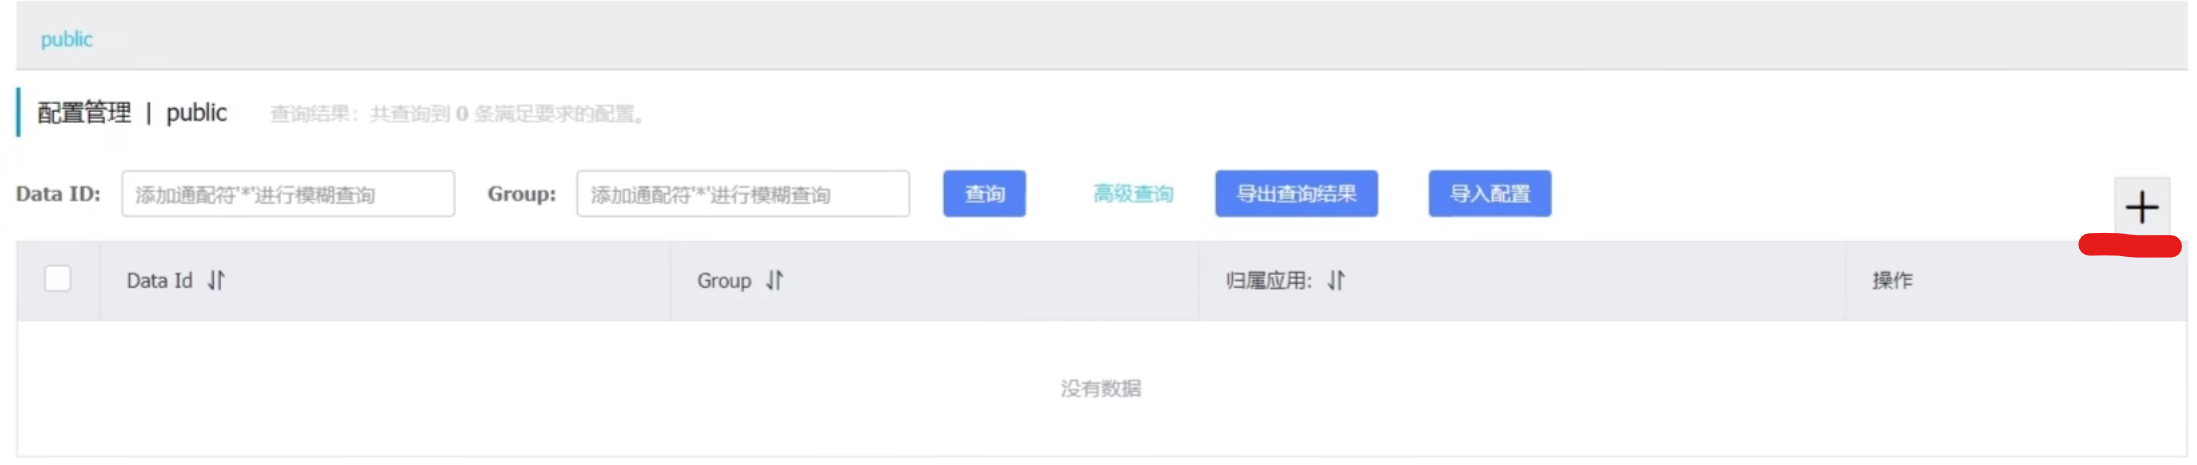 public
配置管理 | public 查询结果：共查询到 0 条满足要求的配置。
Data ID: 添加通配符'*'进行模糊查询 Group: 添加通配符'*'进行模糊查询 查询 高级查询 导出查询结果 导入配置 +
Data Id Group 归属应用: 操作
没有数据